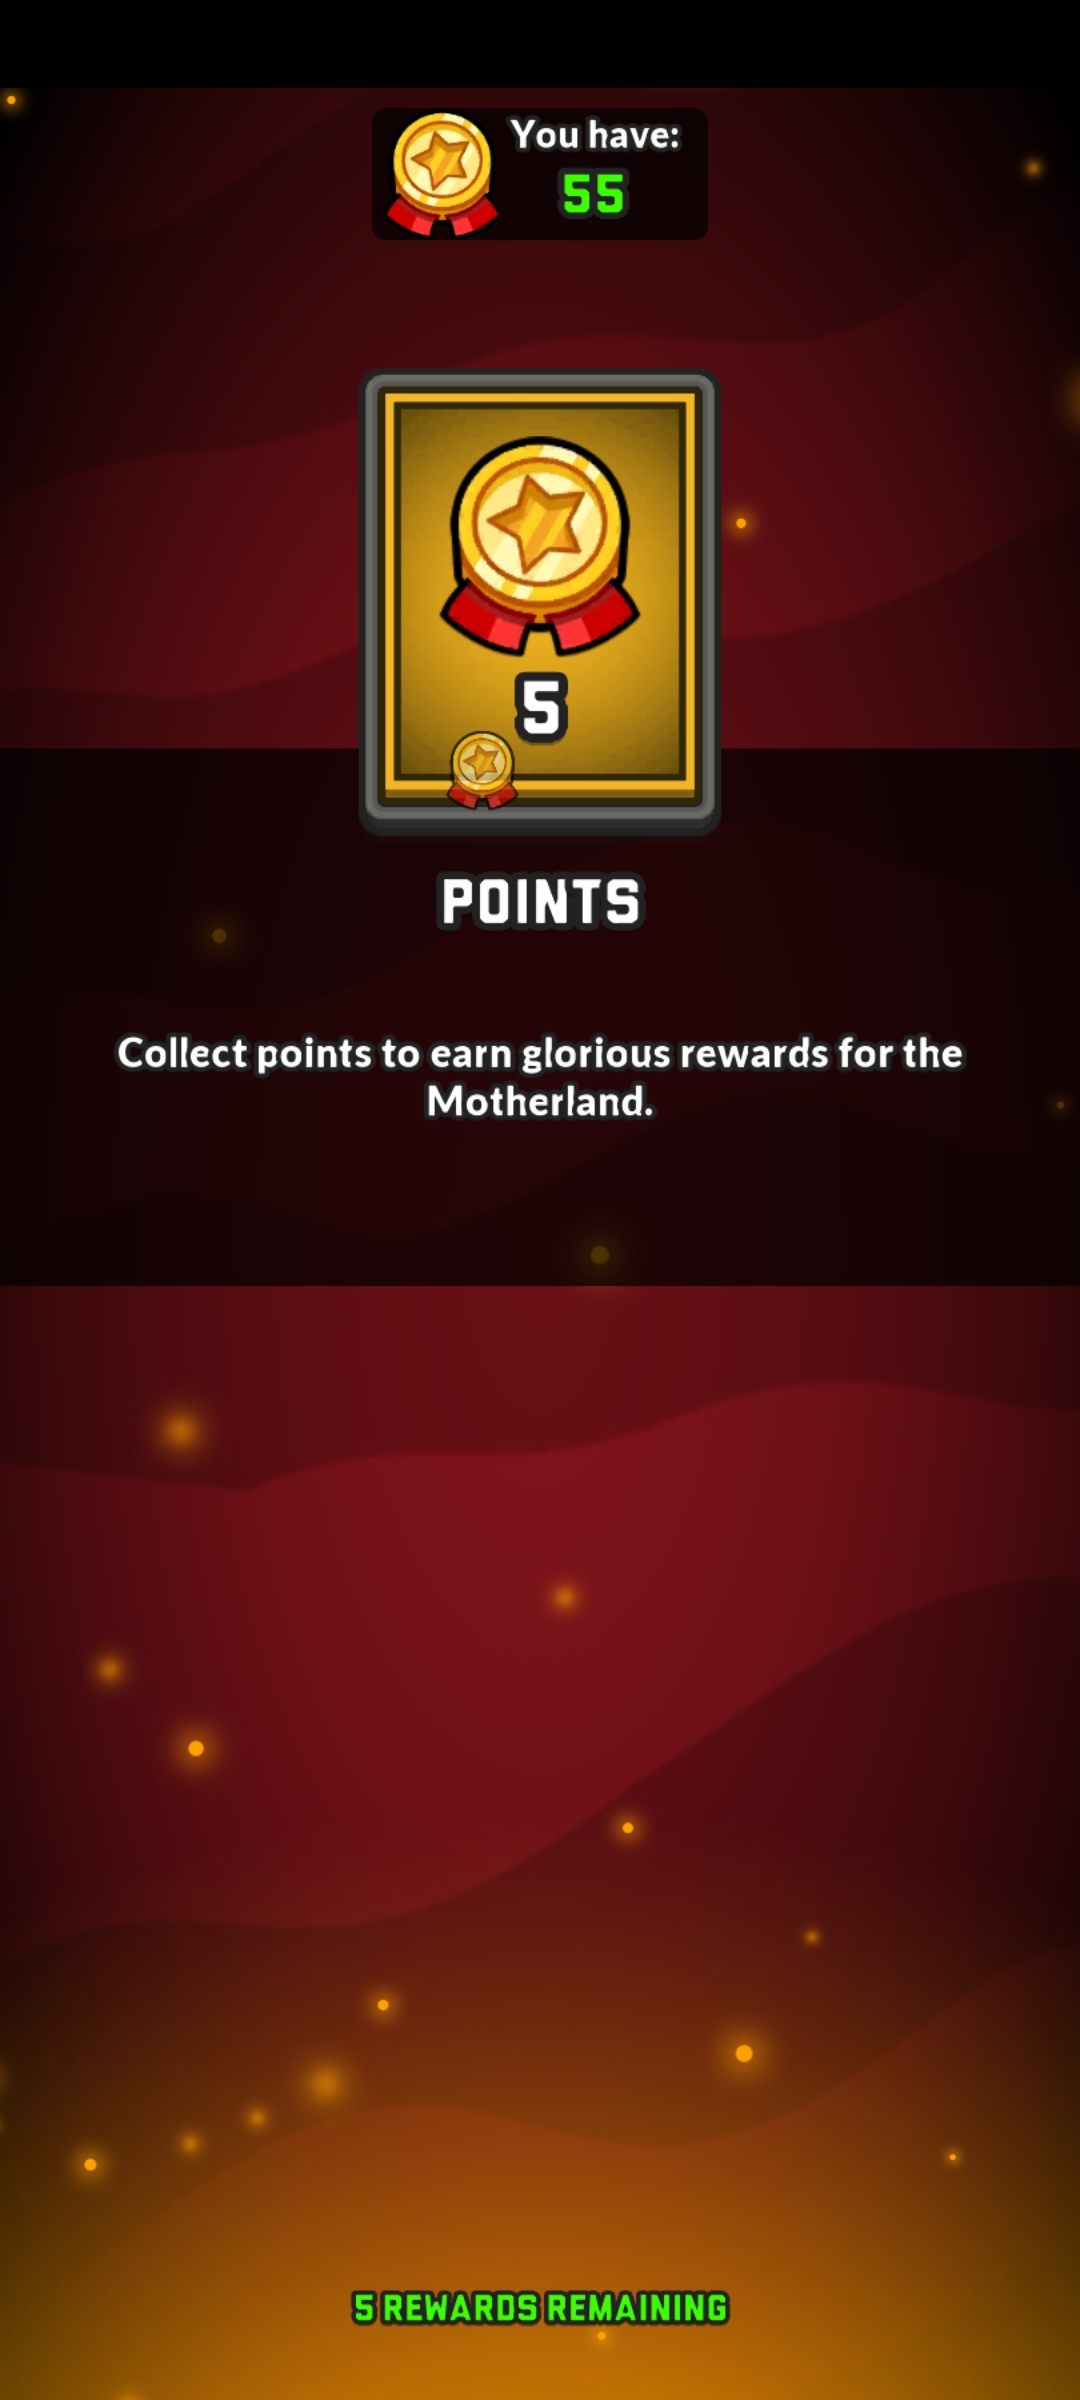 You have:
55
5
POINTS
Collect points to earn glorious rewards for the
Motherland.
5 REWARDS REMAINING